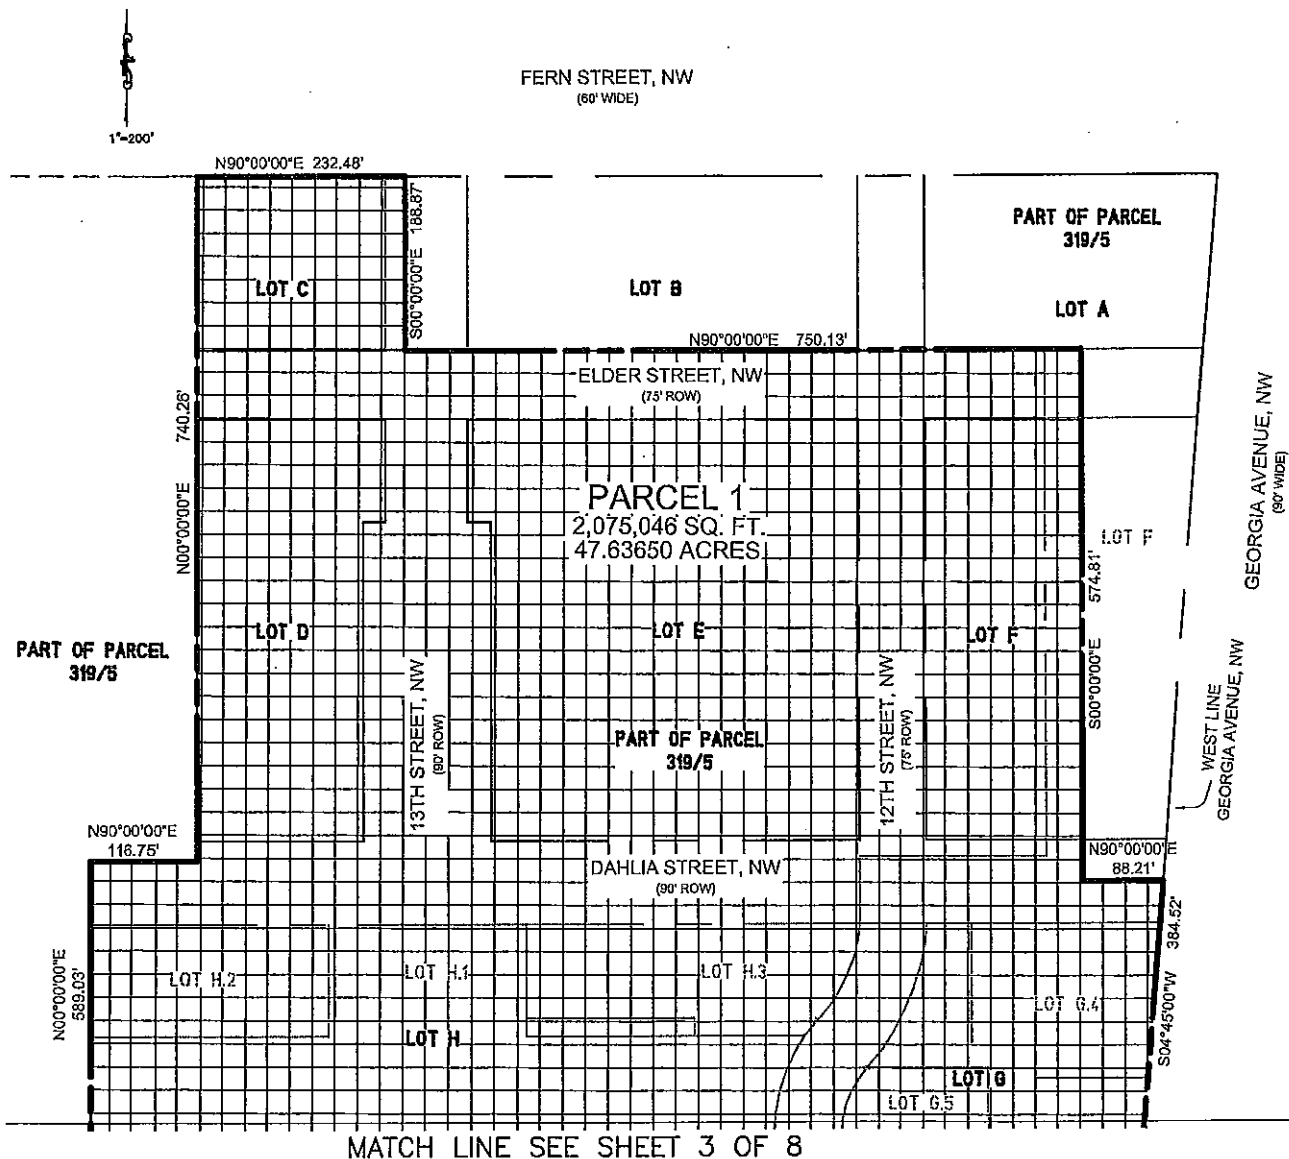 FERN STREET, NW
(60' WIDE)
1"=200'
N90°00'00"E 232.48'
S00°00'00"E 188.87'
PART OF PARCEL
319/5
LOT C
LOT B
LOT A
N90°00'00"E 750.13'
ELDER STREET, NW
(75' ROW)
N00°00'00"E 740.26'
GEORGIA AVENUE, NW
(90' WIDE)
PARCEL 1
2,075,046 SQ. FT.
47.63650 ACRES
LOT F
S00°00'00"E 574.81'
LOT D
LOT E
LOT F
PART OF PARCEL
319/5
13TH STREET, NW
(90' ROW)
PART OF PARCEL
319/5
12TH STREET, NW
(75' ROW)
WEST LINE
GEORGIA AVENUE, NW
N90°00'00"E
116.75'
N90°00'00"E
88.21'
DAHLIA STREET, NW
(90' ROW)
N00°00'00"E
589.03'
S04°45'00"W 384.52'
LOT H.2
LOT H.1
LOT H.3
LOT G.4
LOT H
LOT G
LOT G.5
MATCH LINE SEE SHEET 3 OF 8